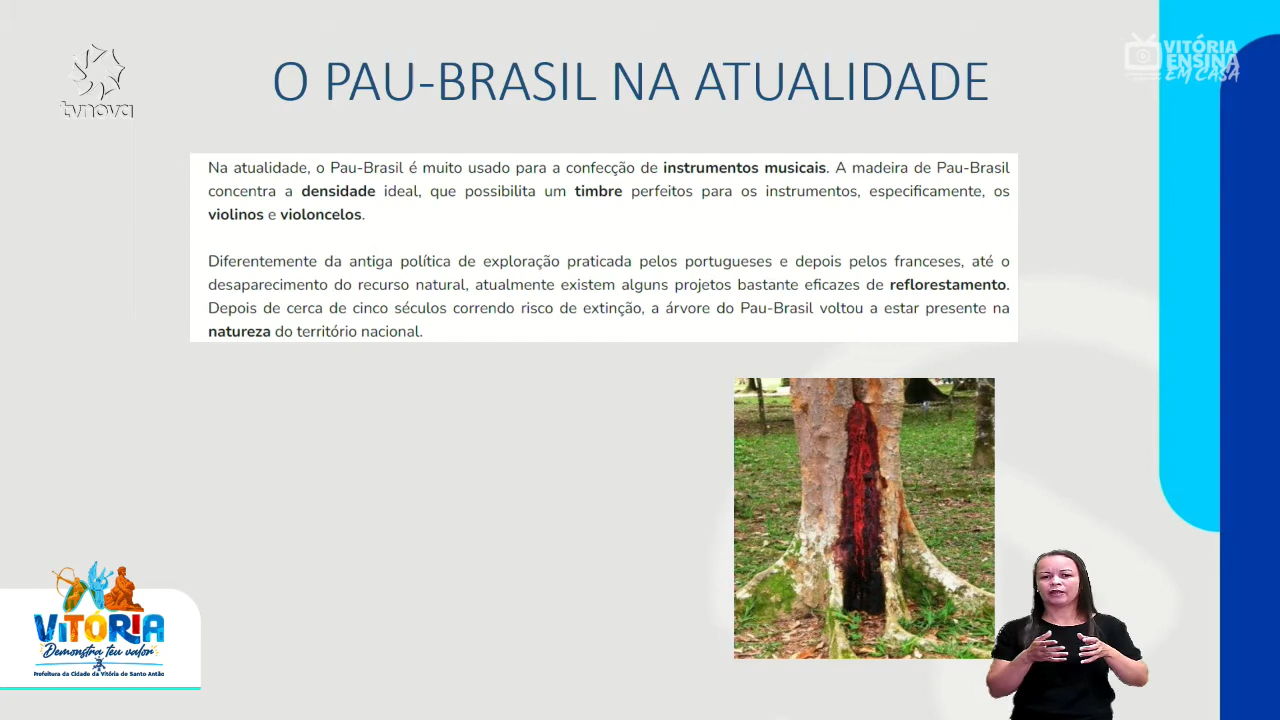 tvnova
VITÓRIA
ENSINA
EM CASA
O PAU-BRASIL NA ATUALIDADE
Na atualidade, o Pau-Brasil é muito usado para a confecção de instrumentos musicais. A madeira de Pau-Brasil
concentra a densidade ideal, que possibilita um timbre perfeitos para os instrumentos, especificamente, os
violinos e violoncelos.
Diferentemente da antiga política de exploração praticada pelos portugueses e depois pelos franceses, até o
desaparecimento do recurso natural, atualmente existem alguns projetos bastante eficazes de reflorestamento.
Depois de cerca de cinco séculos correndo risco de extinção, a árvore do Pau-Brasil voltou a estar presente na
natureza do território nacional.
VITÓRIA
Demonstra teu valor
Prefeitura da Cidade da Vitória de Santo Antão